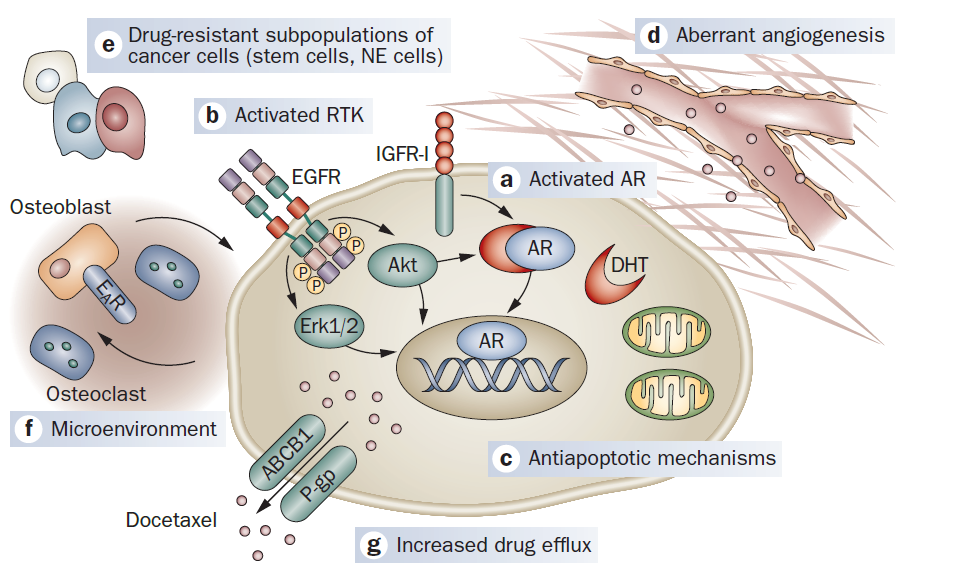 e Drug-resistant subpopulations of
cancer cells (stem cells, NE cells)
d Aberrant angiogenesis
b Activated RTK
IGFR-I
EGFR
a Activated AR
Osteoblast
P
P
P
P
Akt
AR
DHT
EAR
Erk1/2
AR
Osteoclast
f Microenvironment
ABCB1
P-gp
c Antiapoptotic mechanisms
Docetaxel
g Increased drug efflux